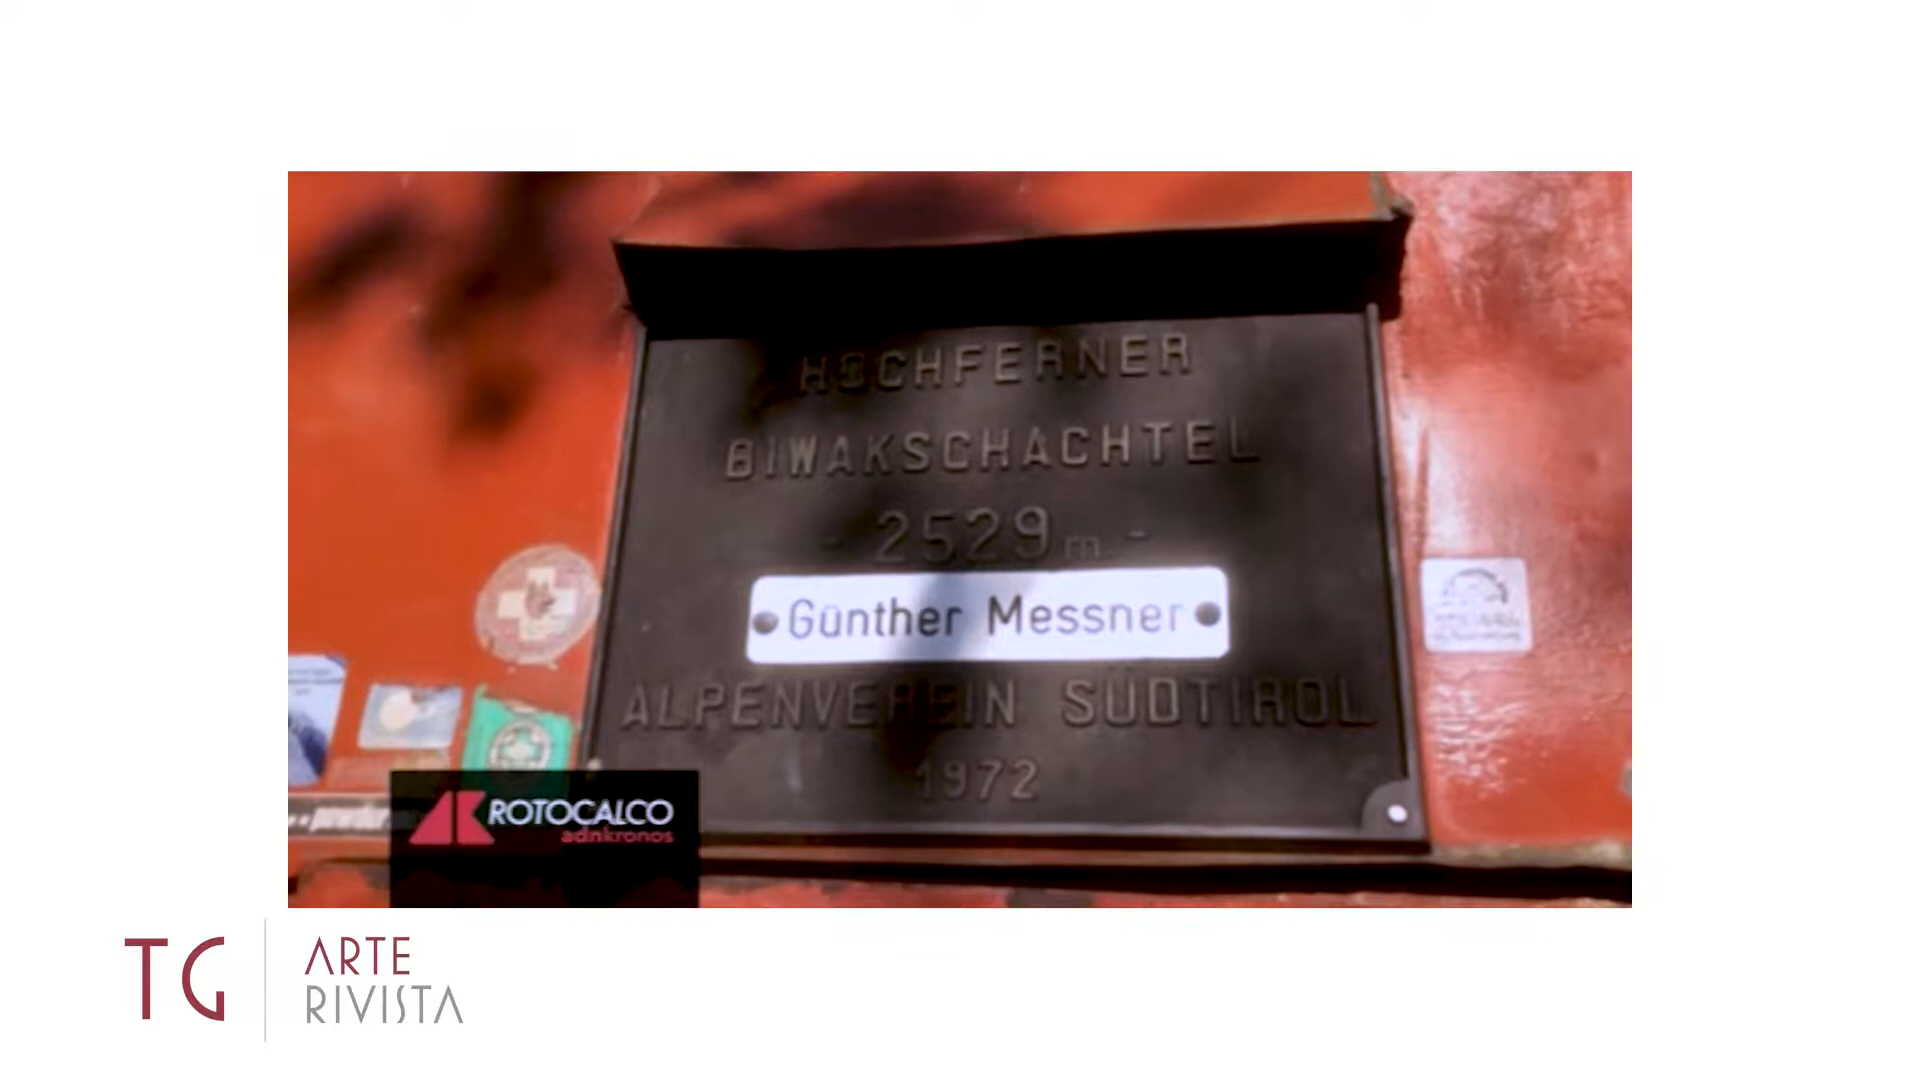 HOCHFERNER
BIWAKSCHACHTEL
- 2529 m. -
Günther Messner
ALPENVEREIN SÜDTIROL
1972
ROTOCALCO
adnkronos
TG
ARTE
RIVISTA